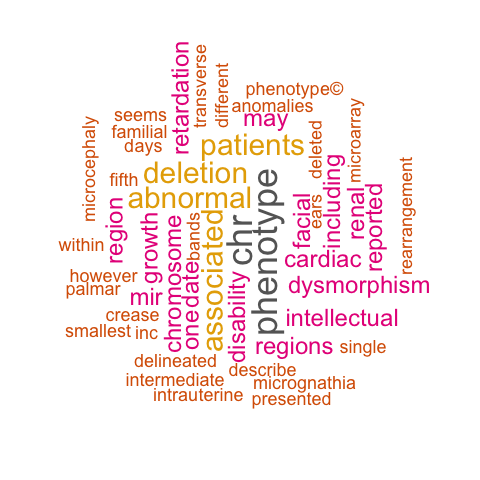 retardation
transverse
different
phenotype©
anomalies
may
seems
familial
days
patients
deleted
microarray
microcephaly
fifth
deletion
abnormal
region
growth
chromosome
onedate
bands
associated
chr
phenotype
disability
facial
ears
including
renal
reported
rearrangement
within
cardiac
however
palmar
mir
dysmorphism
crease
smallest
inc
intellectual
regions
single
delineated
describe
intermediate
micrognathia
intrauterine
presented